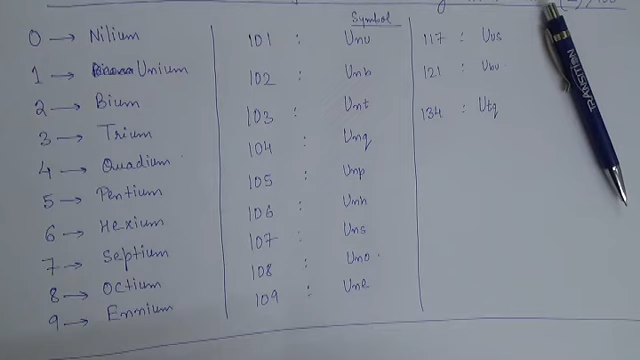 Symbol
0 → Nilium
1 → Unium
2 → Bium
3 → Trium
4 → Quadium
5 → Pentium
6 → Hexium
7 → Septium
8 → Octium
9 → Ennium
101 : Unu
102 : Unb
103 : Unt
104 : Unq
105 : Unp
106 : Unh
107 : Uns
108 : Uno
109 : Une
117 : Uus
121 : Ubu
134 : Utq
TRANSITION